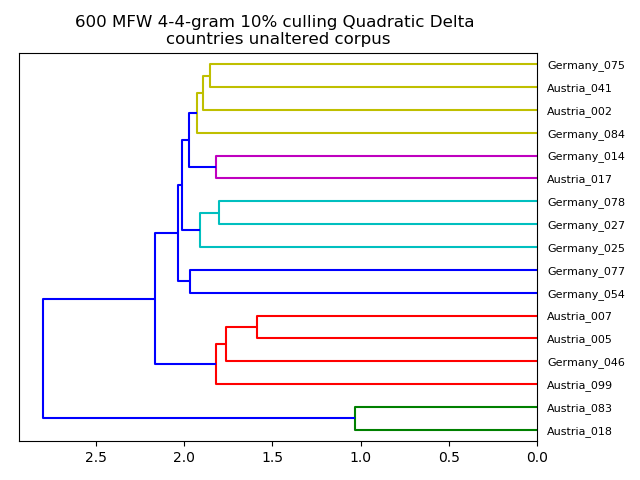 600 MFW 4-4-gram 10% culling Quadratic Delta
countries unaltered corpus
Germany_075
Austria_041
Austria_002
Germany_084
Germany_014
Austria_017
Germany_078
Germany_027
Germany_025
Germany_077
Germany_054
Austria_007
Austria_005
Germany_046
Austria_099
Austria_083
Austria_018
2.5 2.0 1.5 1.0 0.5 0.0